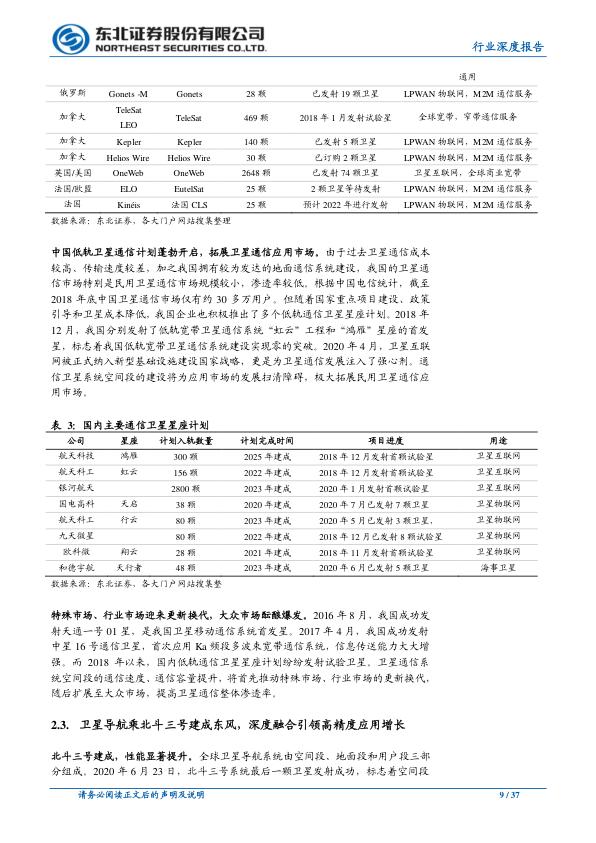 东北证券股份有限公司
NORTHEAST SECURITIES CO.,LTD.
行业深度报告
通用
俄罗斯 Gonets -M Gonets 28 颗 已发射 19 颗卫星 LPWAN 物联网，M2M 通信服务
加拿大 TeleSat LEO TeleSat 469 颗 2018 年 1 月发射试验星 全球宽带，窄带通信服务
加拿大 Kepler Kepler 140 颗 已发射 5 颗卫星 LPWAN 物联网，M2M 通信服务
加拿大 Helios Wire Helios Wire 30 颗 已订购 2 颗卫星 LPWAN 物联网，M2M 通信服务
英国/美国 OneWeb OneWeb 2648 颗 已发射 74 颗卫星 卫星互联网，全球商业宽带
法国/欧盟 ELO EutelSat 25 颗 2 颗卫星等待发射 LPWAN 物联网，M2M 通信服务
法国 Kinéis 法国 CLS 25 颗 预计 2022 年进行发射 LPWAN 物联网，M2M 通信服务
数据来源：东北证券，各大门户网站搜集整理
中国低轨卫星通信计划蓬勃开启，拓展卫星通信应用市场。由于过去卫星通信成本
较高、传输速度较差，加之我国拥有较为发达的地面通信系统建设，我国的卫星通
信市场特别是民用卫星通信市场规模较小，渗透率较低。根据中国电信统计，截至
2018 年底中国卫星通信市场仅有约 30 多万用户。但随着国家重点项目建设、政策
引导和卫星成本降低，我国企业也积极推出了多个低轨通信卫星星座计划。2018 年
12 月，我国分别发射了低轨宽带卫星通信系统“虹云”工程和“鸿雁”星座的首发
星，标志着我国低轨宽带卫星通信系统建设实现零的突破。2020 年 4 月，卫星互联
网被正式纳入新型基础设施建设国家战略，更是为卫星通信发展注入了强心剂。通
信卫星系统空间段的建设将为应用市场的发展扫清障碍，极大拓展民用卫星通信应
用市场。
表 3：国内主要通信卫星星座计划
公司 星座 计划入轨数量 计划完成时间 项目进度 用途
航天科技 鸿雁 300 颗 2025 年建成 2018 年 12 月发射首颗试验星 卫星互联网
航天科工 虹云 156 颗 2022 年建成 2018 年 12 月发射首颗试验星 卫星互联网
银河航天 2800 颗 2023 年建成 2020 年 1 月发射首颗试验星 卫星互联网
国电高科 天启 38 颗 2020 年建成 2020 年 7 月已发射 7 颗卫星 卫星物联网
航天科工 行云 80 颗 2023 年建成 2020 年 5 月已发射 3 颗卫星， 卫星物联网
九天微星 80 颗 2022 年建成 2018 年 12 月已发射 8 颗试验星 卫星物联网
欧科微 翔云 28 颗 2021 年建成 2018 年 11 月发射首颗试验星 卫星物联网
和德宇航 天行者 48 颗 2023 年建成 2020 年 6 月已发射 5 颗卫星 海事卫星
数据来源：东北证券，各大门户网站搜集整
特殊市场、行业市场迎来更新换代，大众市场酝酿爆发。2016 年 8 月，我国成功发
射天通一号 01 星，是我国卫星移动通信系统首发星。2017 年 4 月，我国成功发射
中星 16 号通信卫星，首次应用 Ka 频段多波束宽带通信系统，信息传送能力大大增
强。而 2018 年以来，国内低轨通信卫星星座计划纷纷发射试验卫星。卫星通信系
统空间段的通信速度、通信容量提升，将首先推动特殊市场、行业市场的更新换代，
随后扩展至大众市场，提高卫星通信整体渗透率。
2.3. 卫星导航乘北斗三号建成东风，深度融合引领高精度应用增长
北斗三号建成，性能显著提升。全球卫星导航系统由空间段、地面段和用户段三部
分组成。2020 年 6 月 23 日，北斗三号系统最后一颗卫星发射成功，标志着空间段
请务必阅读正文后的声明及说明 9 / 37